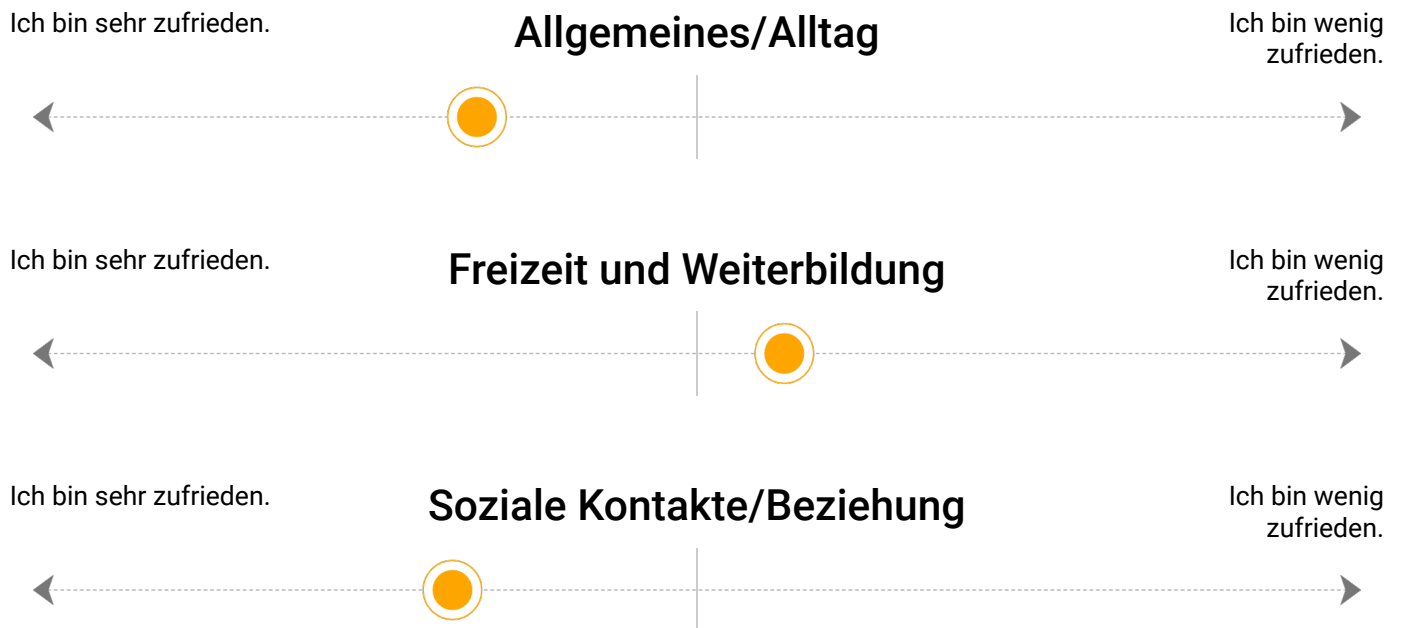 Ich bin sehr zufrieden.
Allgemeines/Alltag
Ich bin wenig
zufrieden.
Ich bin sehr zufrieden.
Freizeit und Weiterbildung
Ich bin wenig
zufrieden.
Ich bin sehr zufrieden.
Soziale Kontakte/Beziehung
Ich bin wenig
zufrieden.